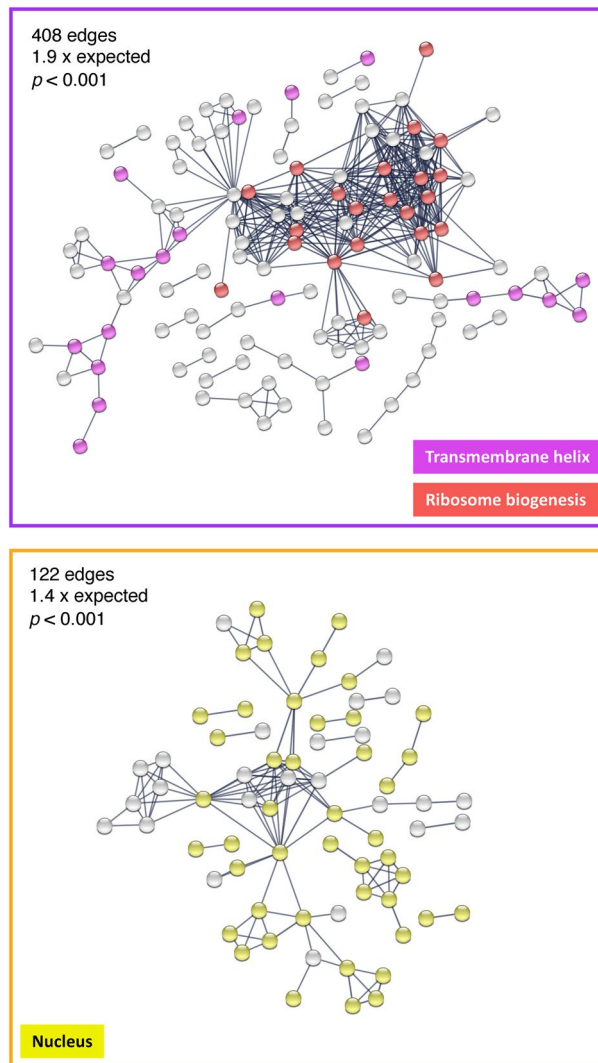 408 edges
1.9 x expected
p < 0.001
Transmembrane helix
Ribosome biogenesis
122 edges
1.4 x expected
p < 0.001
Nucleus